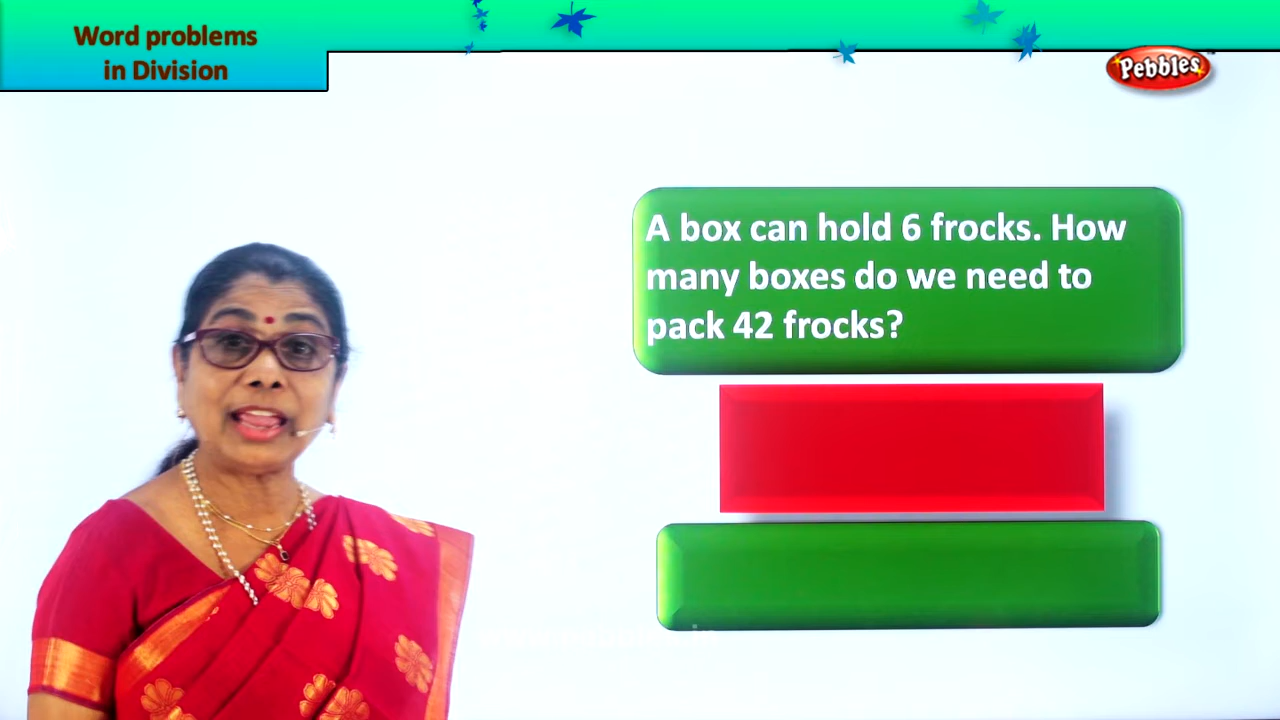 Word problems
in Division
Pebbles
A box can hold 6 frocks. How
many boxes do we need to
pack 42 frocks?